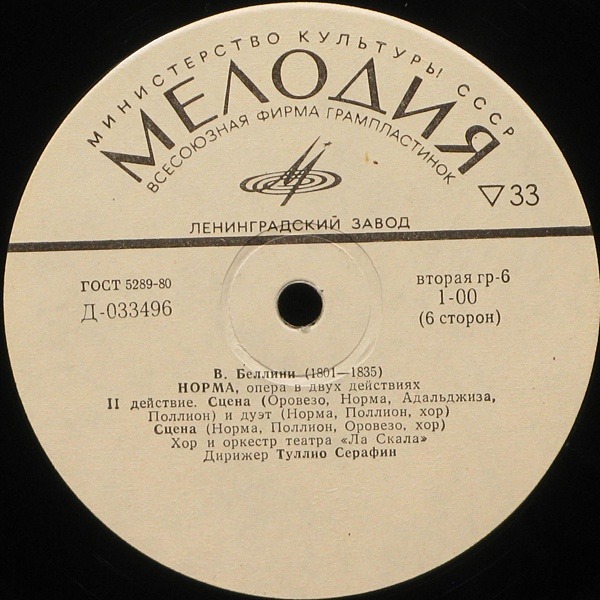 МИНИСТЕРСТВО КУЛЬТУРЫ СССР
МЕЛОДИЯ
ВСЕСОЮЗНАЯ ФИРМА ГРАМПЛАСТИНОК
▽33
ЛЕНИНГРАДСКИЙ ЗАВОД
ГОСТ 5289-80
Д-033496
вторая гр-6
1-00
(6 сторон)
В. Беллини (1801—1835)
НОРМА, опера в двух действиях
II действие. Сцена (Оровезо, Норма, Адальджиза,
Поллион) и дуэт (Норма, Поллион, хор)
Сцена (Норма, Поллион, Оровезо, хор)
Хор и оркестр театра «Ла Скала»
Дирижер Туллио Серафин